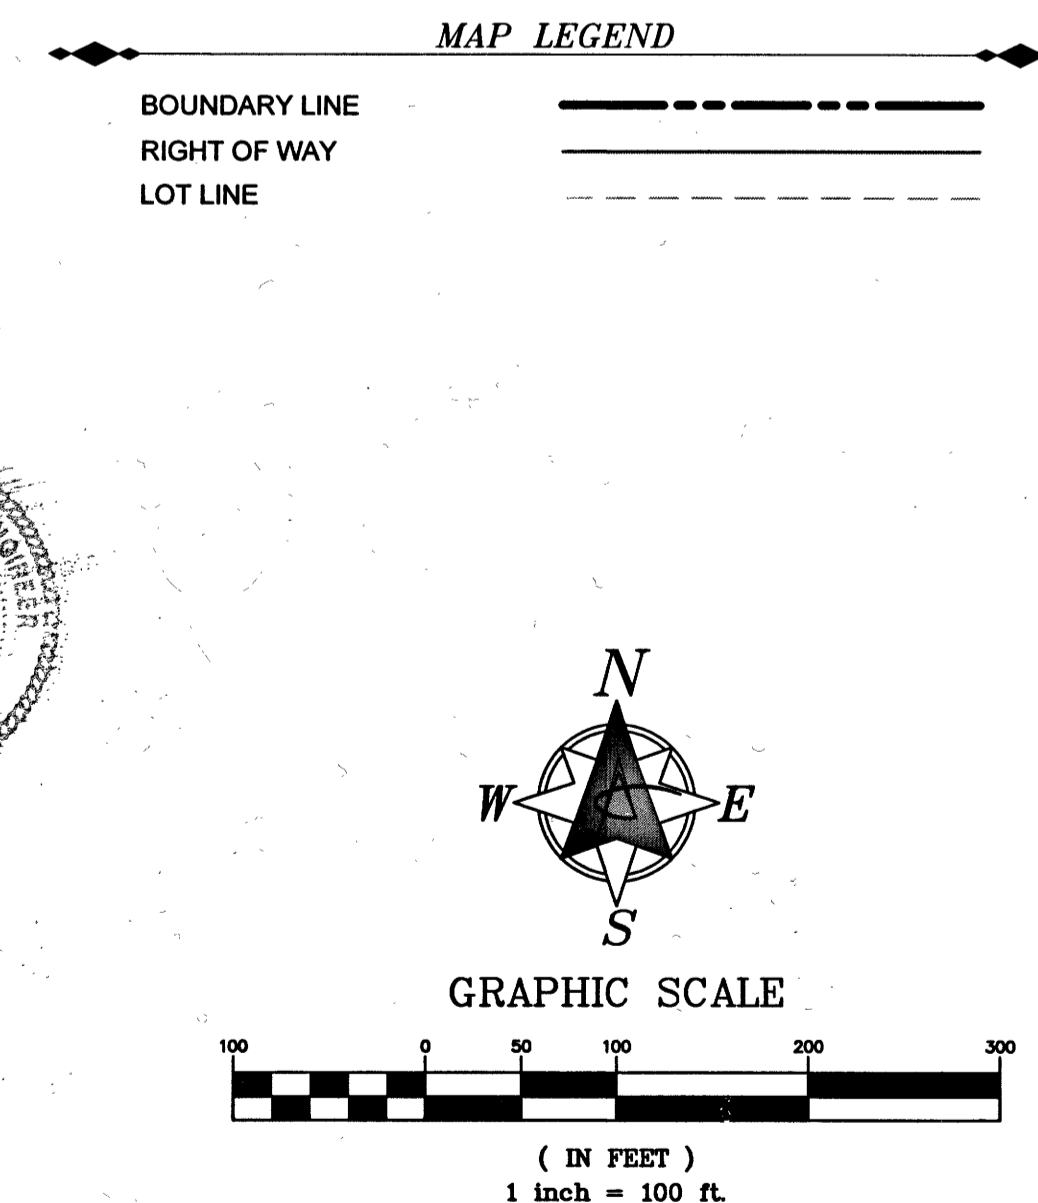 MAP LEGEND
BOUNDARY LINE
RIGHT OF WAY
LOT LINE
N
W E
S
GRAPHIC SCALE
100 0 50 100 200 300
( IN FEET )
1 inch = 100 ft.